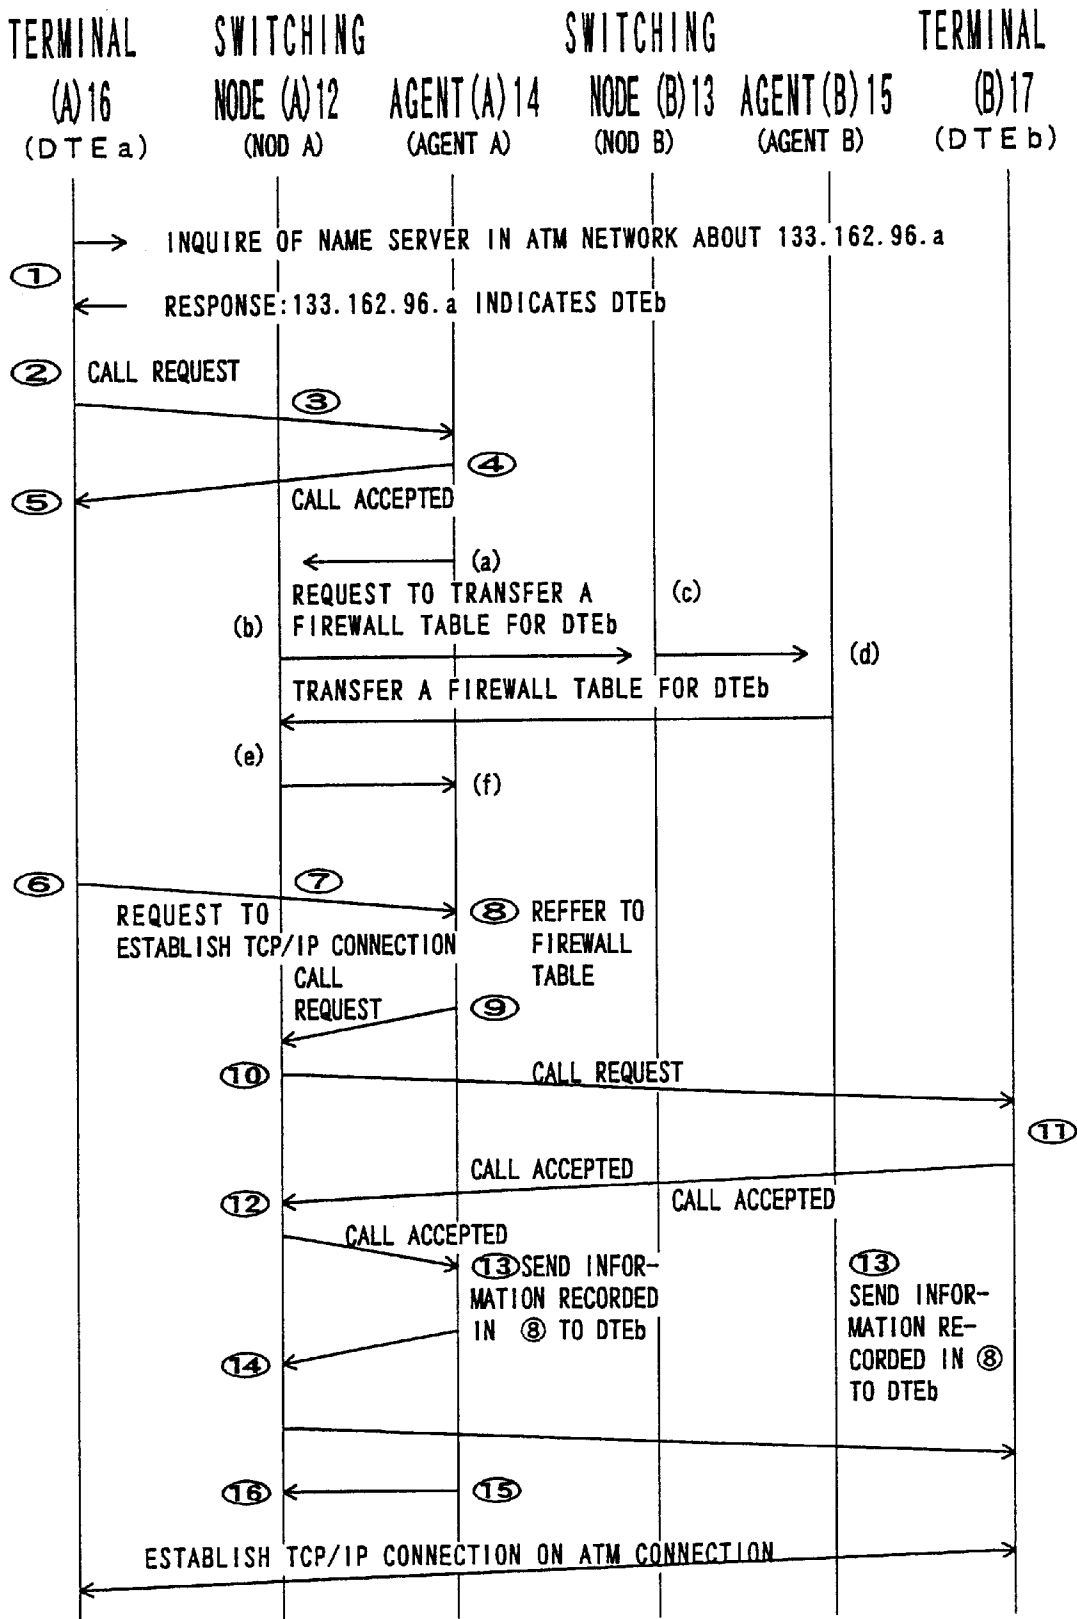 TERMINAL SWITCHING SWITCHING TERMINAL
(A)16 NODE (A)12 AGENT(A)14 NODE (B)13 AGENT(B)15 (B)17
(DTEa) (NOD A) (AGENT A) (NOD B) (AGENT B) (DTEb)
INQUIRE OF NAME SERVER IN ATM NETWORK ABOUT 133.162.96.a
①
RESPONSE:133.162.96.a INDICATES DTEb
② CALL REQUEST
③
④
⑤ CALL ACCEPTED
(a)
REQUEST TO TRANSFER A (c)
(b) FIREWALL TABLE FOR DTEb
(d)
TRANSFER A FIREWALL TABLE FOR DTEb
(e)
(f)
⑥ ⑦
REQUEST TO ⑧ REFFER TO
ESTABLISH TCP/IP CONNECTION FIREWALL
CALL TABLE
REQUEST ⑨
⑩ CALL REQUEST
⑪
CALL ACCEPTED
⑫ CALL ACCEPTED
CALL ACCEPTED
⑬SEND INFOR-
MATION RECORDED
IN ⑧ TO DTEb
⑬
SEND INFOR-
MATION RE-
CORDED IN ⑧
TO DTEb
⑭
⑯ ⑮
ESTABLISH TCP/IP CONNECTION ON ATM CONNECTION